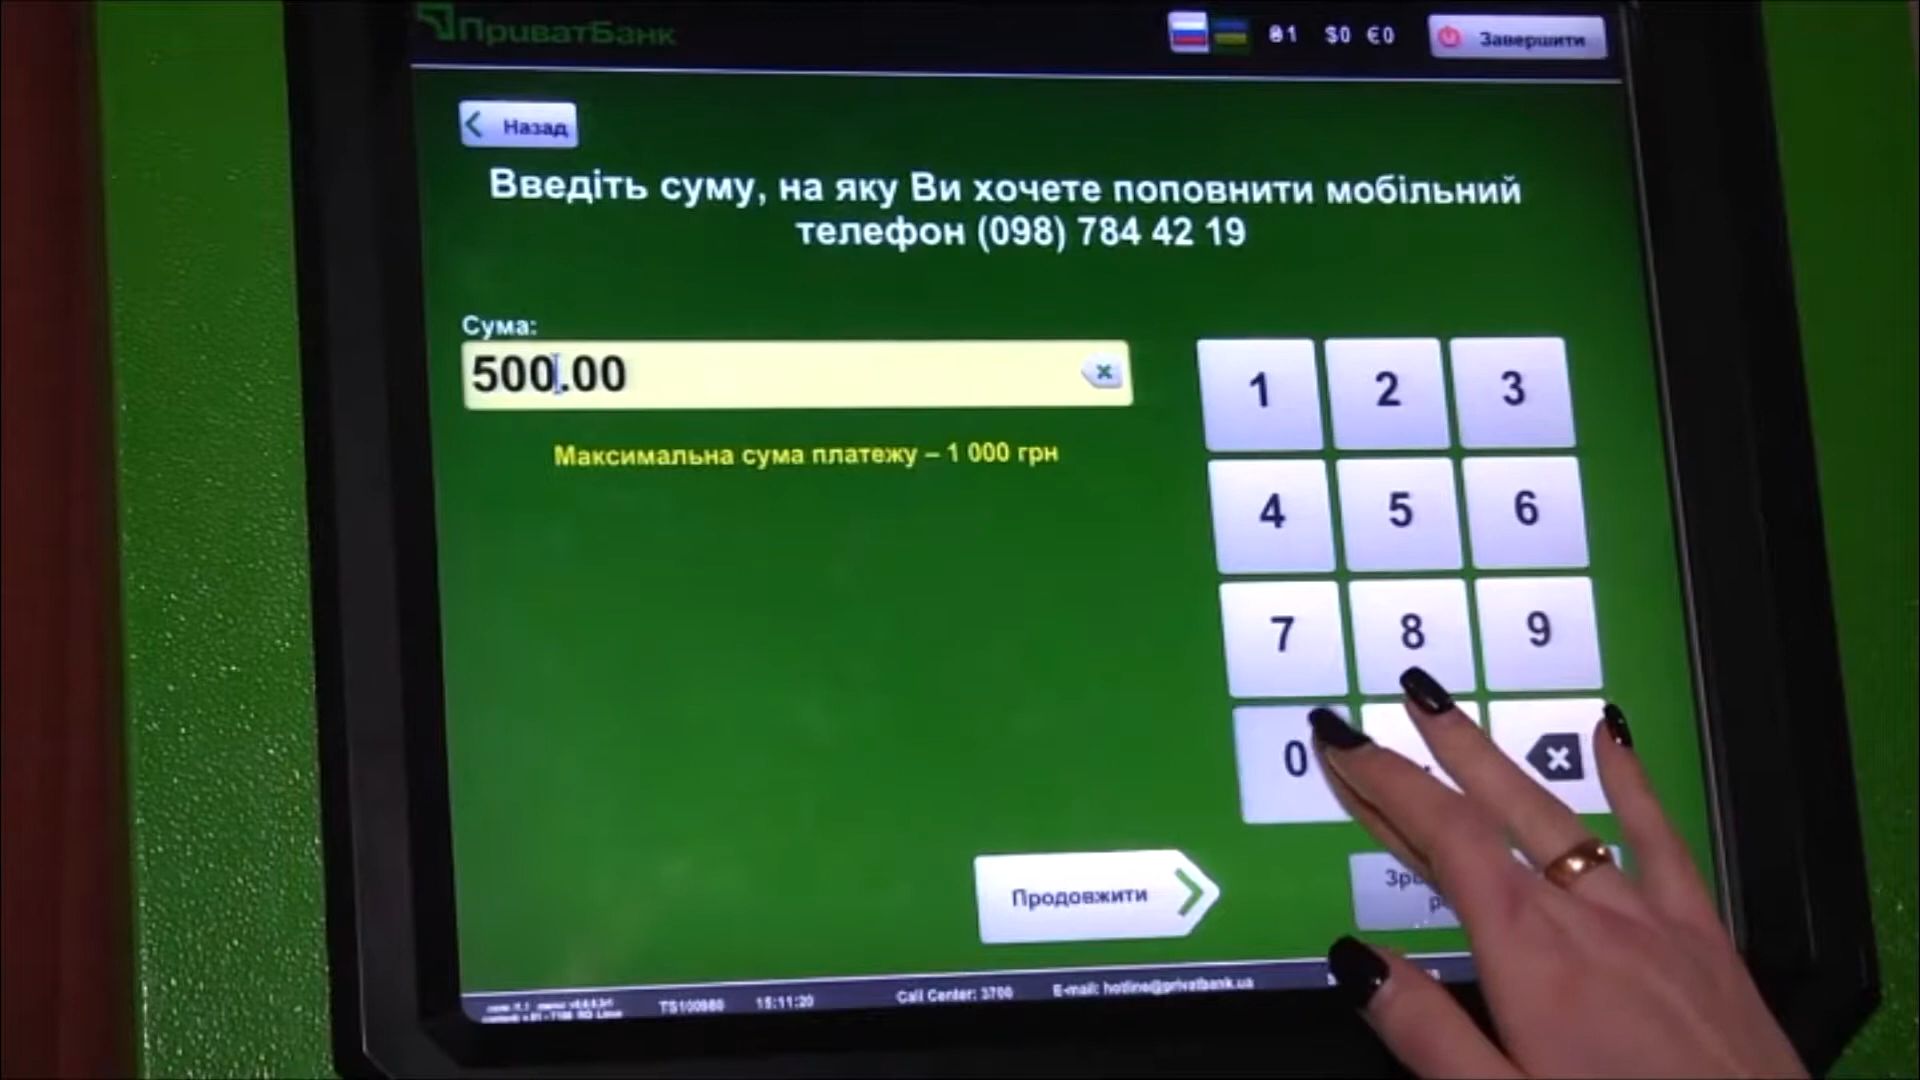 ПриватБанк
₴1 $0 €0
Завершити
Назад
Введіть суму, на яку Ви хочете поповнити мобільний
телефон (098) 784 42 19
Сума:
500.00
Максимальна сума платежу – 1 000 грн
1 2 3
4 5 6
7 8 9
0
Продовжити
15:11:20
Call Center: 3700
E-mail: hotline@privatbank.ua